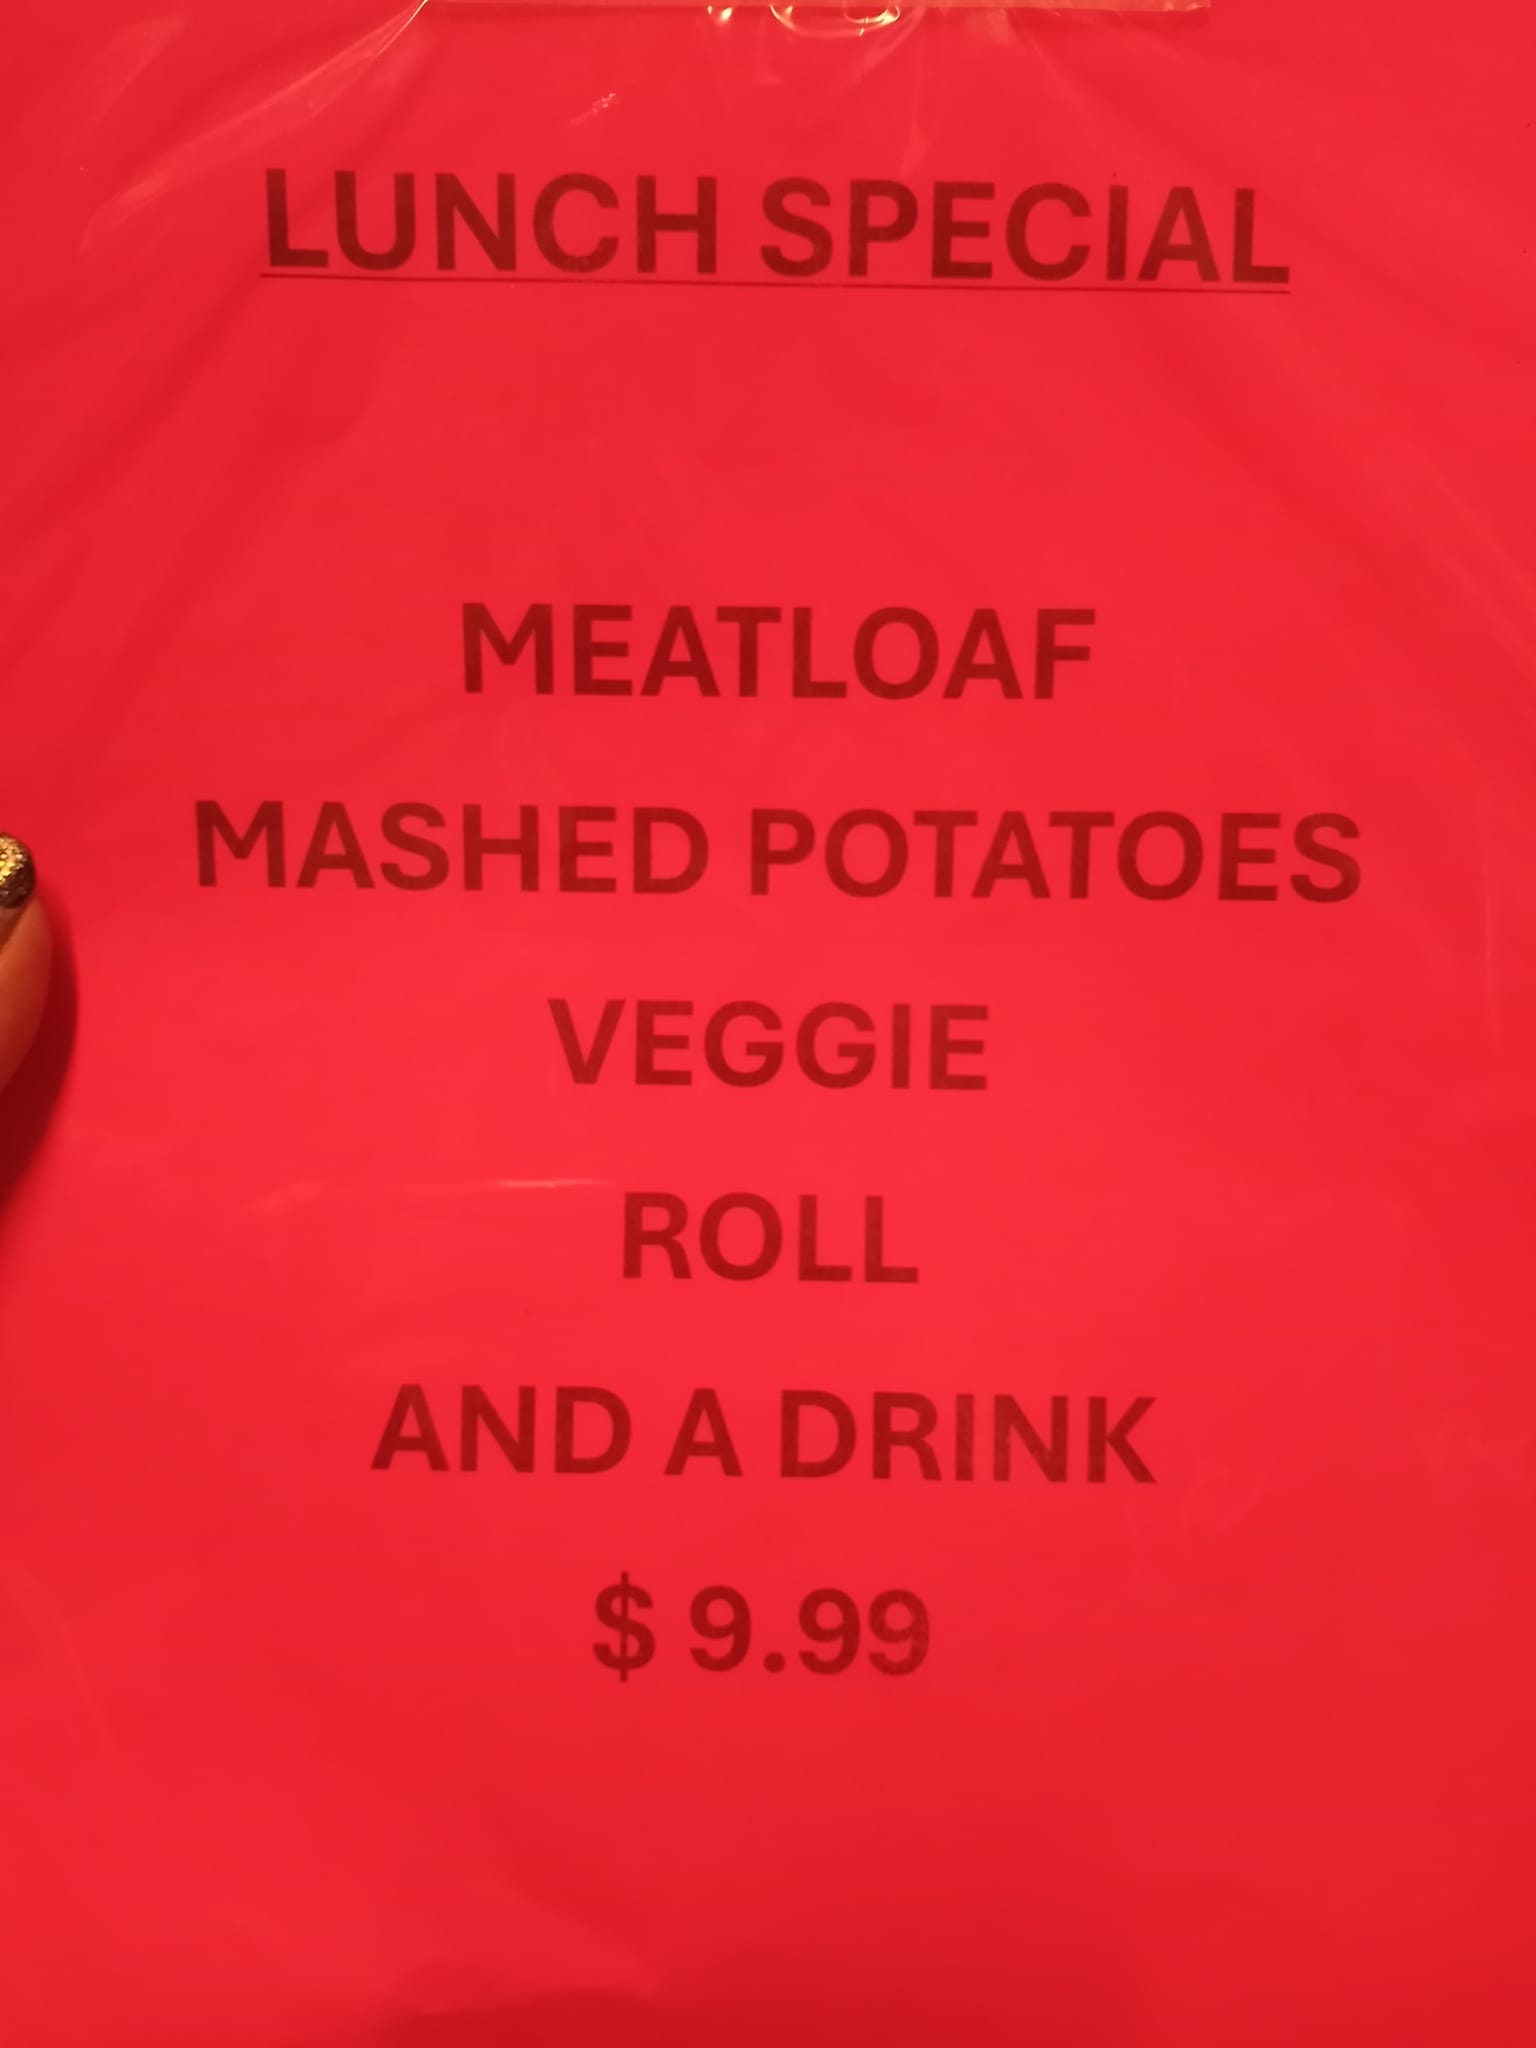 LUNCH SPECIAL
MEATLOAF
MASHED POTATOES
VEGGIE
ROLL
AND A DRINK
$ 9.99